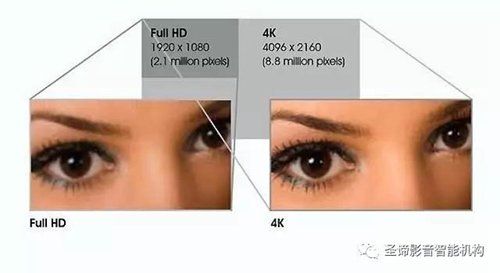 Full HD
1920 x 1080
(2.1 million pixels)
4K
4096 x 2160
(8.8 million pixels)
Full HD
4K
圣谛影音智能机构